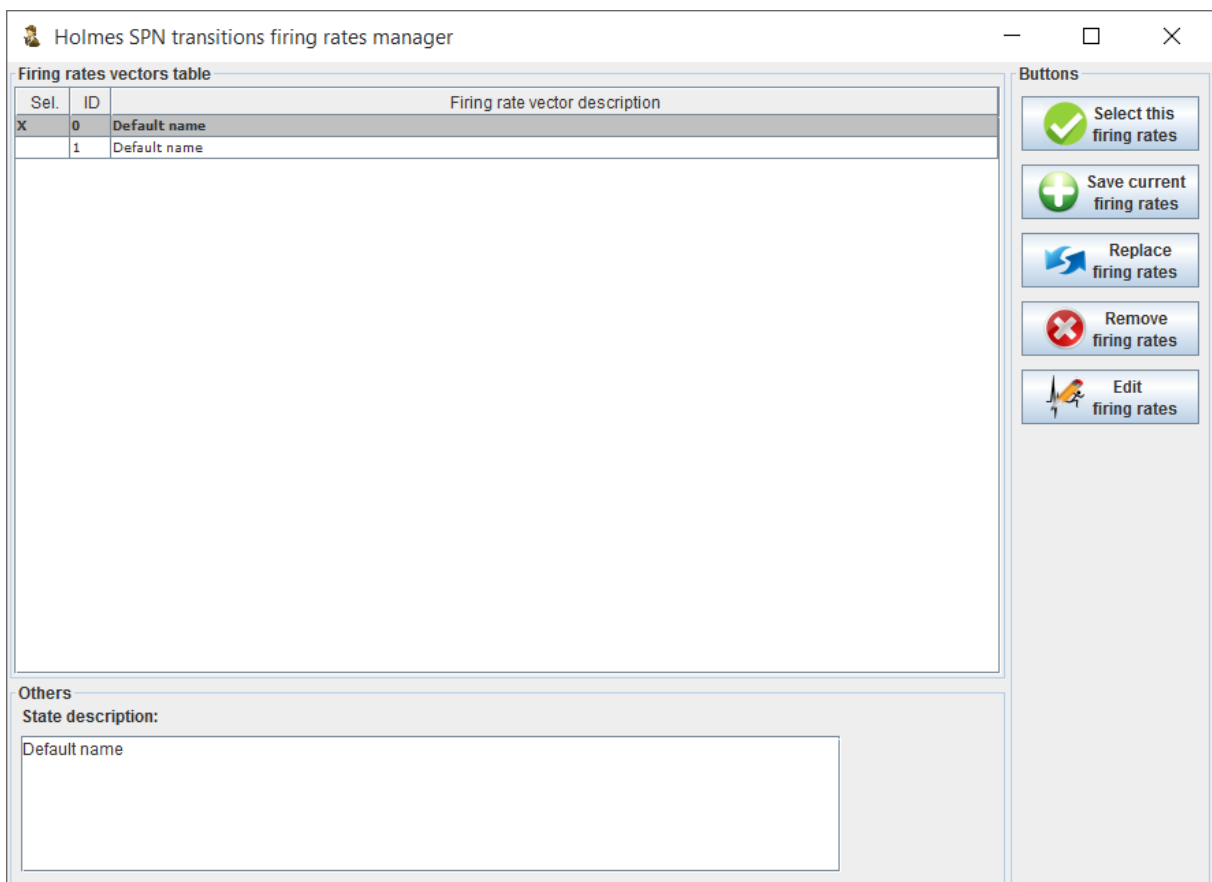 Holmes SPN transitions firing rates manager
Firing rates vectors table
Sel. ID Firing rate vector description
X 0 Default name
1 Default name
Others
State description:
Default name
Buttons
Select this
firing rates
Save current
firing rates
Replace
firing rates
Remove
firing rates
Edit
firing rates